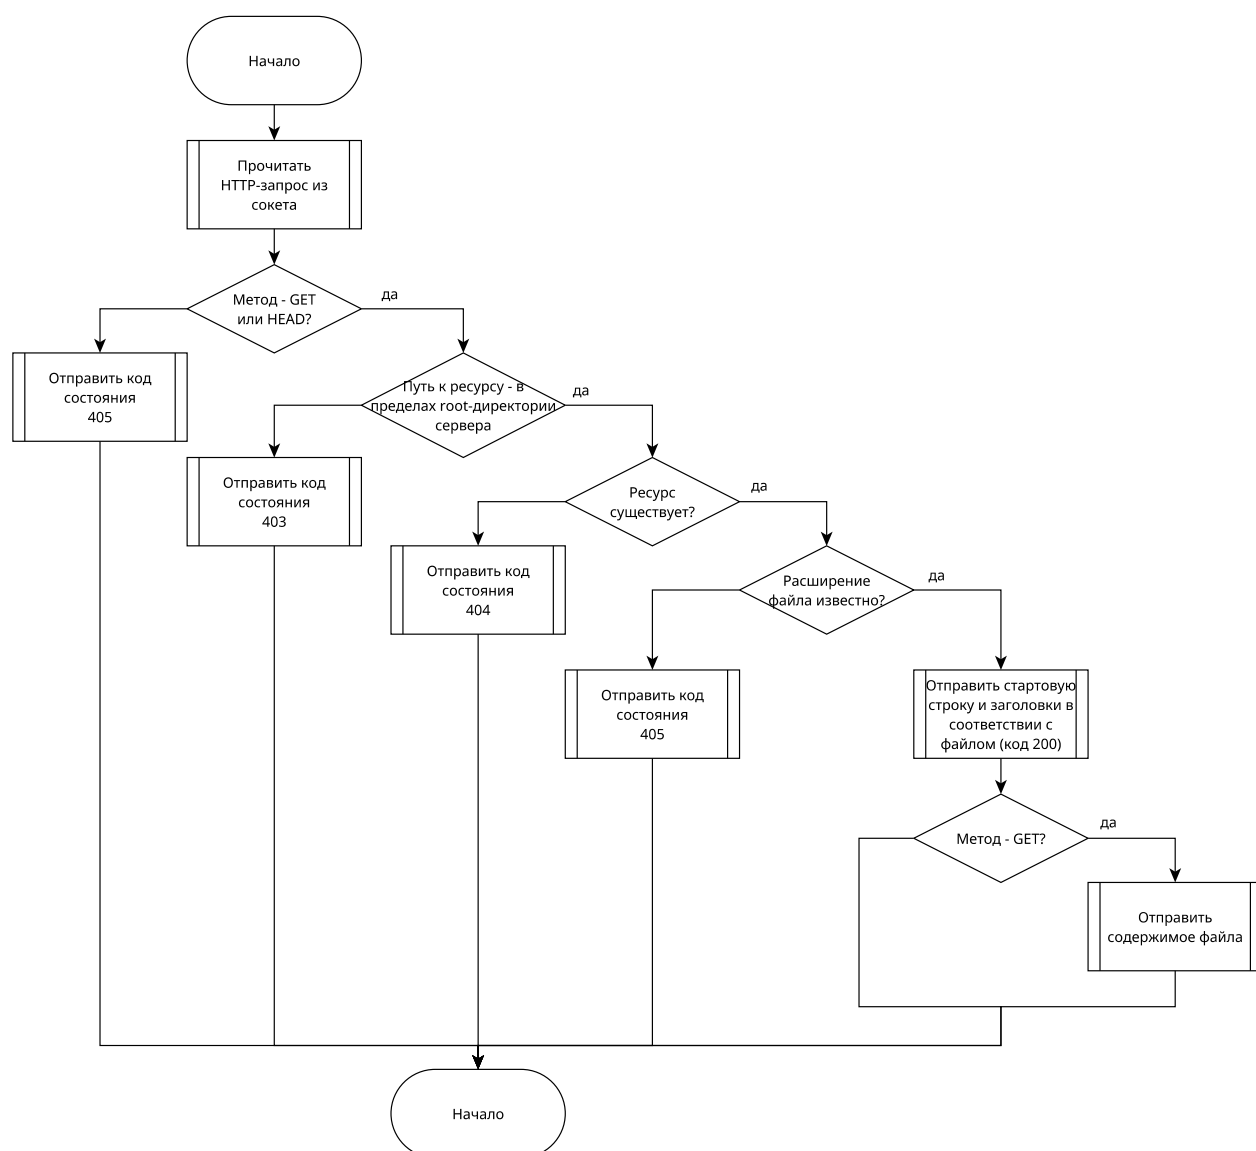 Начало
Прочитать
HTTP-запрос из
сокета
Метод - GET
или HEAD?
да
Отправить код
состояния
405
Путь к ресурсу - в
пределах root-директории
сервера
да
Отправить код
состояния
403
Ресурс
существует?
да
Отправить код
состояния
404
Расширение
файла известно?
да
Отправить код
состояния
405
Отправить стартовую
строку и заголовки в
соответствии с
файлом (код 200)
Метод - GET?
да
Отправить
содержимое файла
Начало